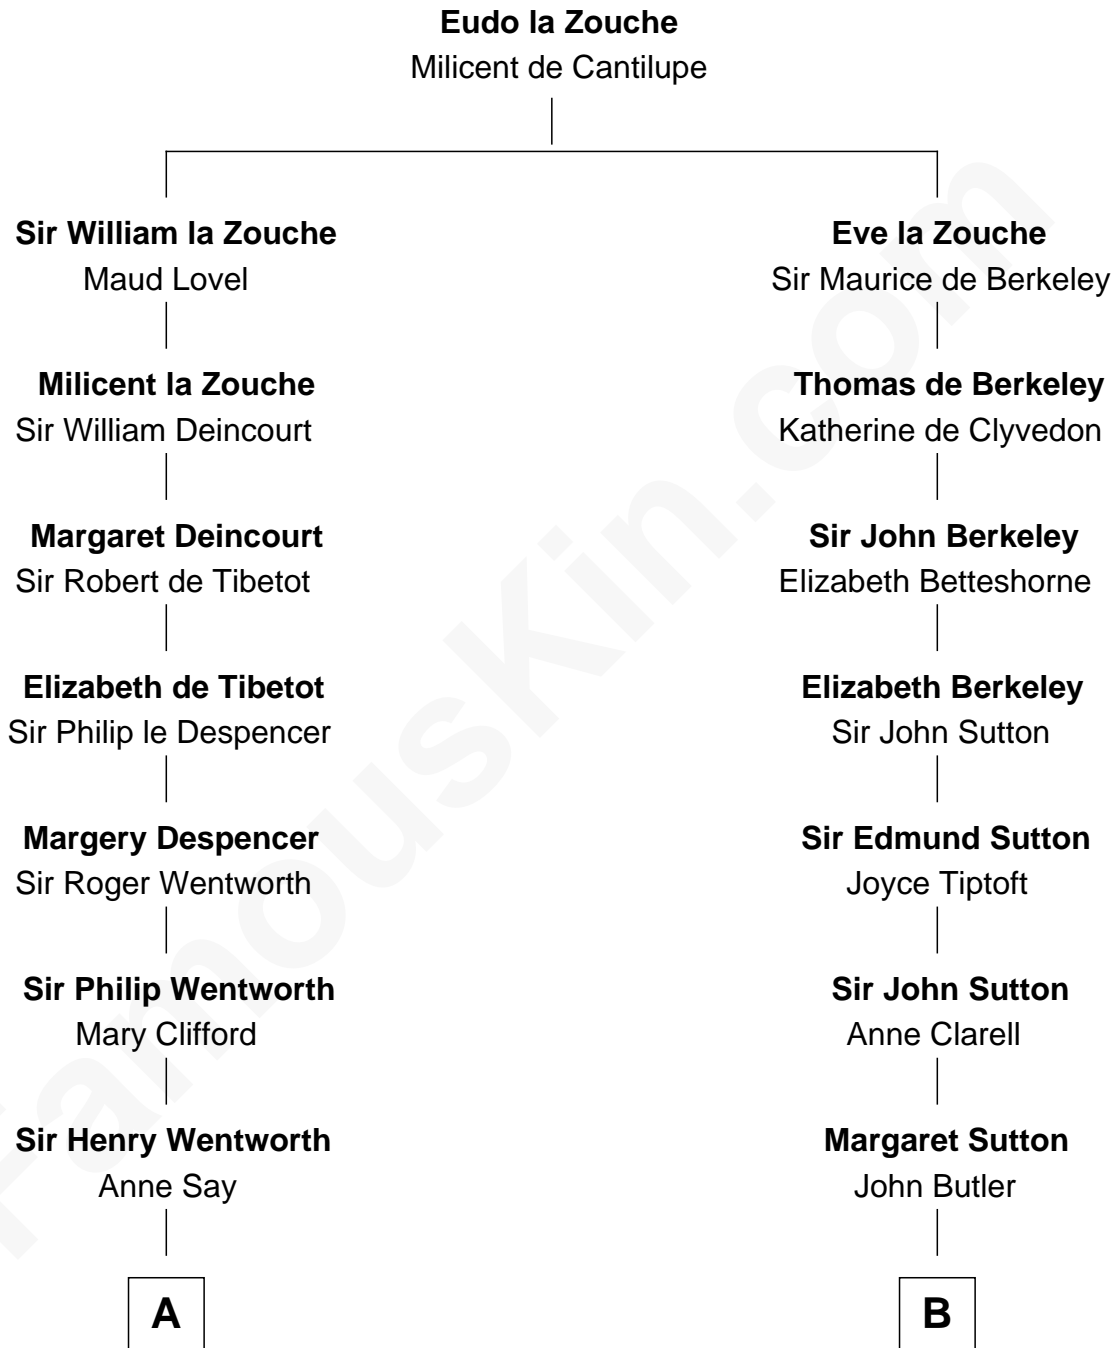 Eudo la Zouche
Milicent de Cantilupe
Sir William la Zouche
Maud Lovel
Milicent la Zouche
Sir William Deincourt
Margaret Deincourt
Sir Robert de Tibetot
Elizabeth de Tibetot
Sir Philip le Despencer
Margery Despencer
Sir Roger Wentworth
Sir Philip Wentworth
Mary Clifford
Sir Henry Wentworth
Anne Say
A
Eve la Zouche
Sir Maurice de Berkeley
Thomas de Berkeley
Katherine de Clyvedon
Sir John Berkeley
Elizabeth Betteshorne
Elizabeth Berkeley
Sir John Sutton
Sir Edmund Sutton
Joyce Tiptoft
Sir John Sutton
Anne Clarell
Margaret Sutton
John Butler
B
FamousKin.com